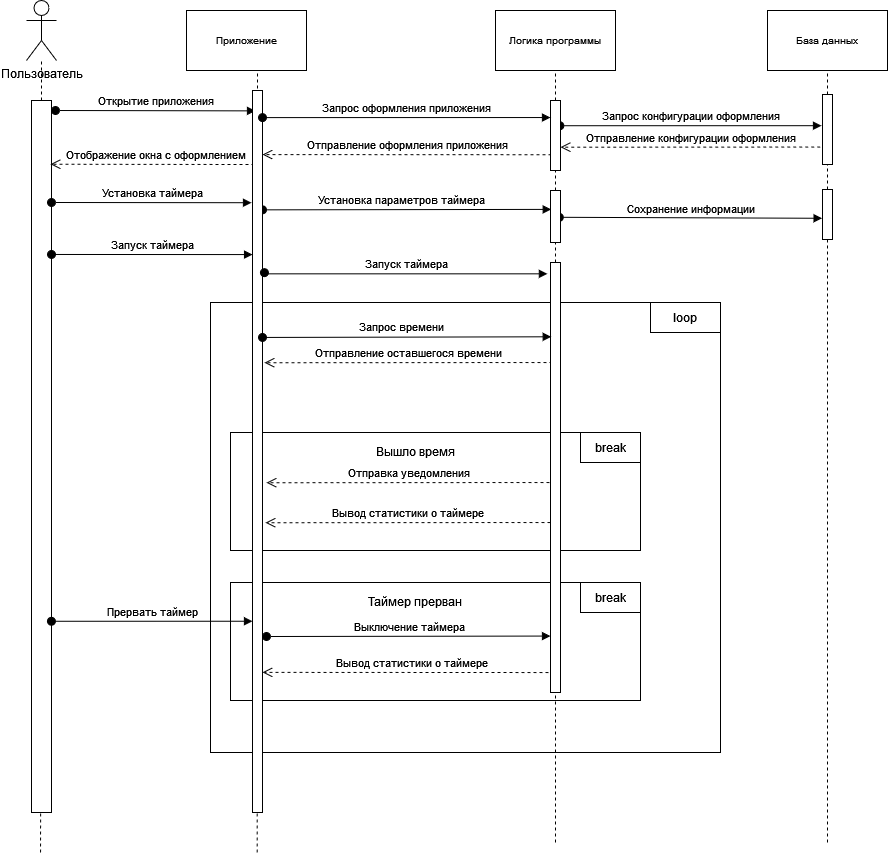 Приложение
Логика программы
База данных
Пользователь
Открытие приложения
Запрос оформления приложения
Запрос конфигурации оформления
Отправление конфигурации оформления
Отправление оформления приложения
Отображение окна с оформлением
Установка таймера
Установка параметров таймера
Сохранение информации
Запуск таймера
Запуск таймера
loop
Запрос времени
Отправление оставшегося времени
break
Вышло время
Отправка уведомления
Вывод статистики о таймере
break
Таймер прерван
Прервать таймер
Выключение таймера
Вывод статистики о таймере